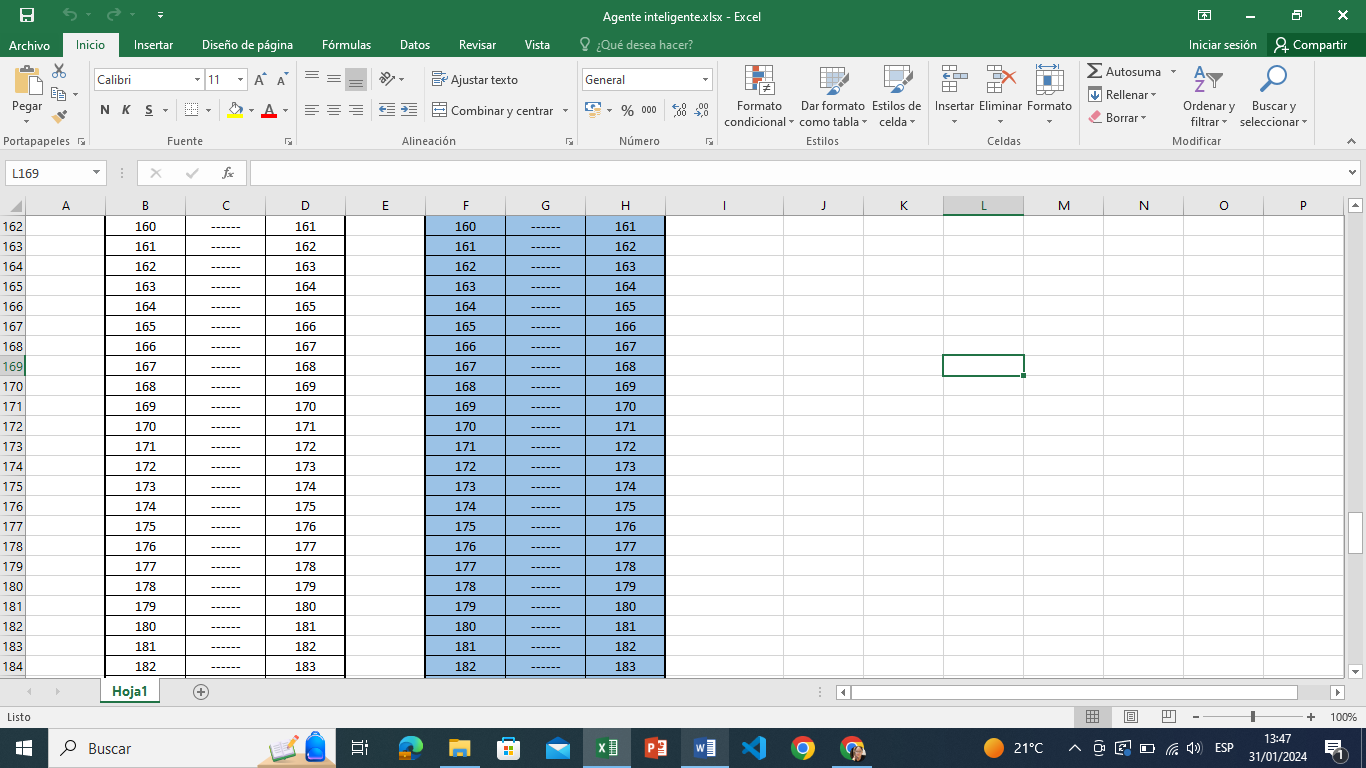 Agente inteligente.xlsx - Excel
Archivo Inicio Insertar Diseño de página Fórmulas Datos Revisar Vista ¿Qué desea hacer? Iniciar sesión Compartir
Pegar
Calibri 11
N K S
Ajustar texto
Combinar y centrar
General
% 000
Formato condicional
Dar formato como tabla
Estilos de celda
Insertar Eliminar Formato
Autosuma
Rellenar
Borrar
Ordenar y filtrar
Buscar y seleccionar
Portapapeles Fuente Alineación Número Estilos Celdas Modificar
L169 fx
A B C D E F G H I J K L M N O P
162 160 ------ 161 160 ------ 161
163 161 ------ 162 161 ------ 162
164 162 ------ 163 162 ------ 163
165 163 ------ 164 163 ------ 164
166 164 ------ 165 164 ------ 165
167 165 ------ 166 165 ------ 166
168 166 ------ 167 166 ------ 167
169 167 ------ 168 167 ------ 168
170 168 ------ 169 168 ------ 169
171 169 ------ 170 169 ------ 170
172 170 ------ 171 170 ------ 171
173 171 ------ 172 171 ------ 172
174 172 ------ 173 172 ------ 173
175 173 ------ 174 173 ------ 174
176 174 ------ 175 174 ------ 175
177 175 ------ 176 175 ------ 176
178 176 ------ 177 176 ------ 177
179 177 ------ 178 177 ------ 178
180 178 ------ 179 178 ------ 179
181 179 ------ 180 179 ------ 180
182 180 ------ 181 180 ------ 181
183 181 ------ 182 181 ------ 182
184 182 ------ 183 182 ------ 183
Hoja1
Listo 100%
Buscar 21°C ESP 13:47
31/01/2024 1